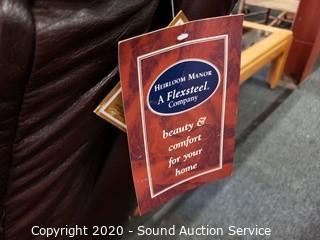 HEIRLOOM MANOR
A Flexsteel
COMPANY
beauty &
comfort
for your
home
Copyright 2020 - Sound Auction Service